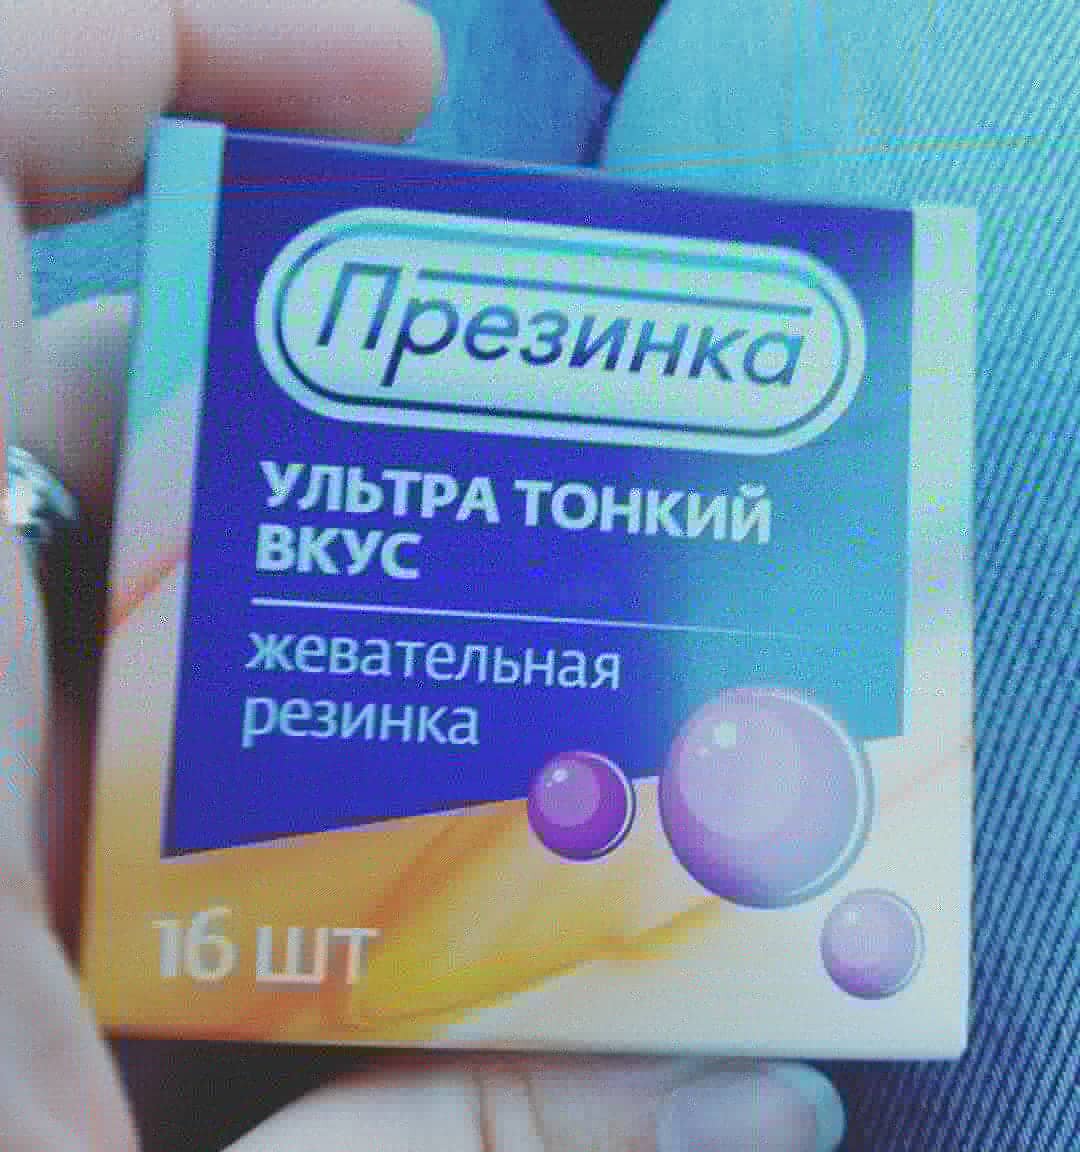 Презинка
УЛЬТРА ТОНКИЙ
ВКУС
жевательная
резинка
16 шт